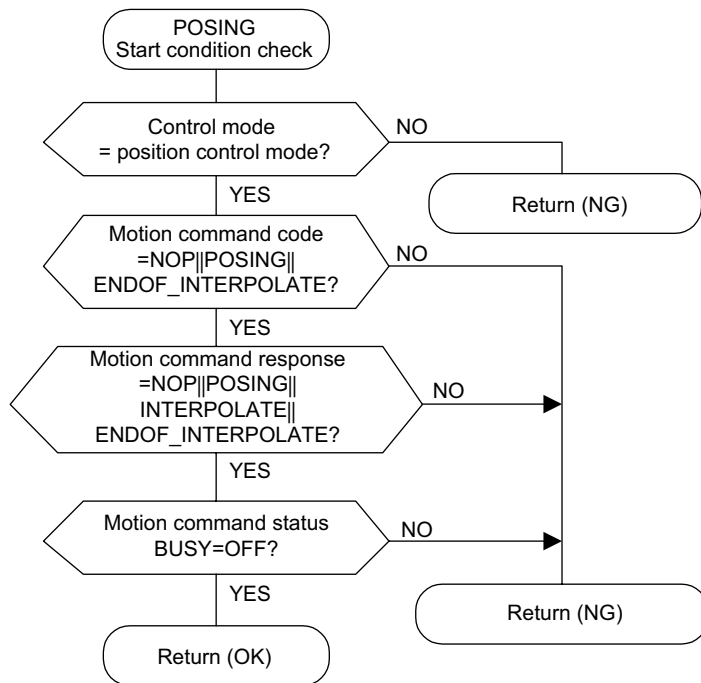 POSING
Start condition check
Control mode
= position control mode?
NO
YES
Return (NG)
Motion command code
=NOP||POSING||
ENDOF_INTERPOLATE?
NO
YES
Motion command response
=NOP||POSING||
INTERPOLATE||
ENDOF_INTERPOLATE?
NO
YES
Motion command status
BUSY=OFF?
NO
YES
Return (NG)
Return (OK)